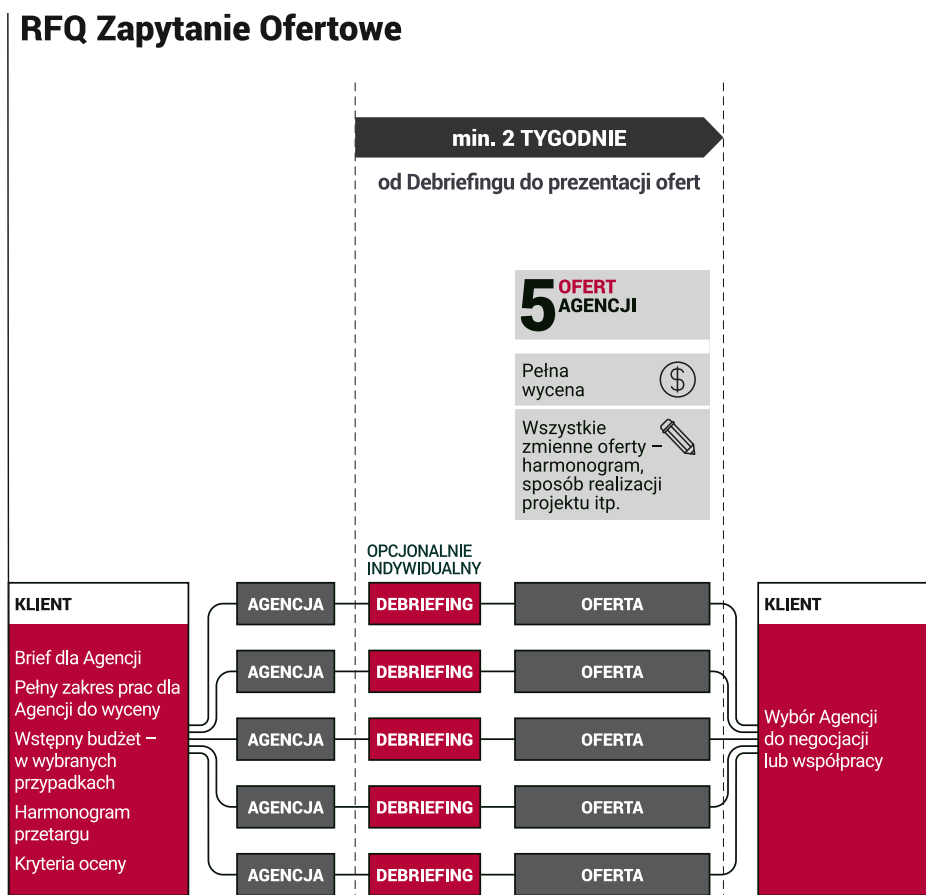 RFQ Zapytanie Ofertowe
min. 2 TYGODNIE
od Debriefingu do prezentacji ofert
5 OFERT
AGENCJI
Pełna
wycena
$
Wszystkie
zmienne oferty –
harmonogram,
sposób realizacji
projektu itp.
OPCJONALNIE
INDYWIDUALNY
KLIENT
Brief dla Agencji
Pełny zakres prac dla
Agencji do wyceny
Wstępny budżet –
w wybranych
przypadkach
Harmonogram
przetargu
Kryteria oceny
AGENCJA DEBRIEFING OFERTA
AGENCJA DEBRIEFING OFERTA
AGENCJA DEBRIEFING OFERTA
AGENCJA DEBRIEFING OFERTA
AGENCJA DEBRIEFING OFERTA
KLIENT
Wybór Agencji
do negocjacji
lub współpracy